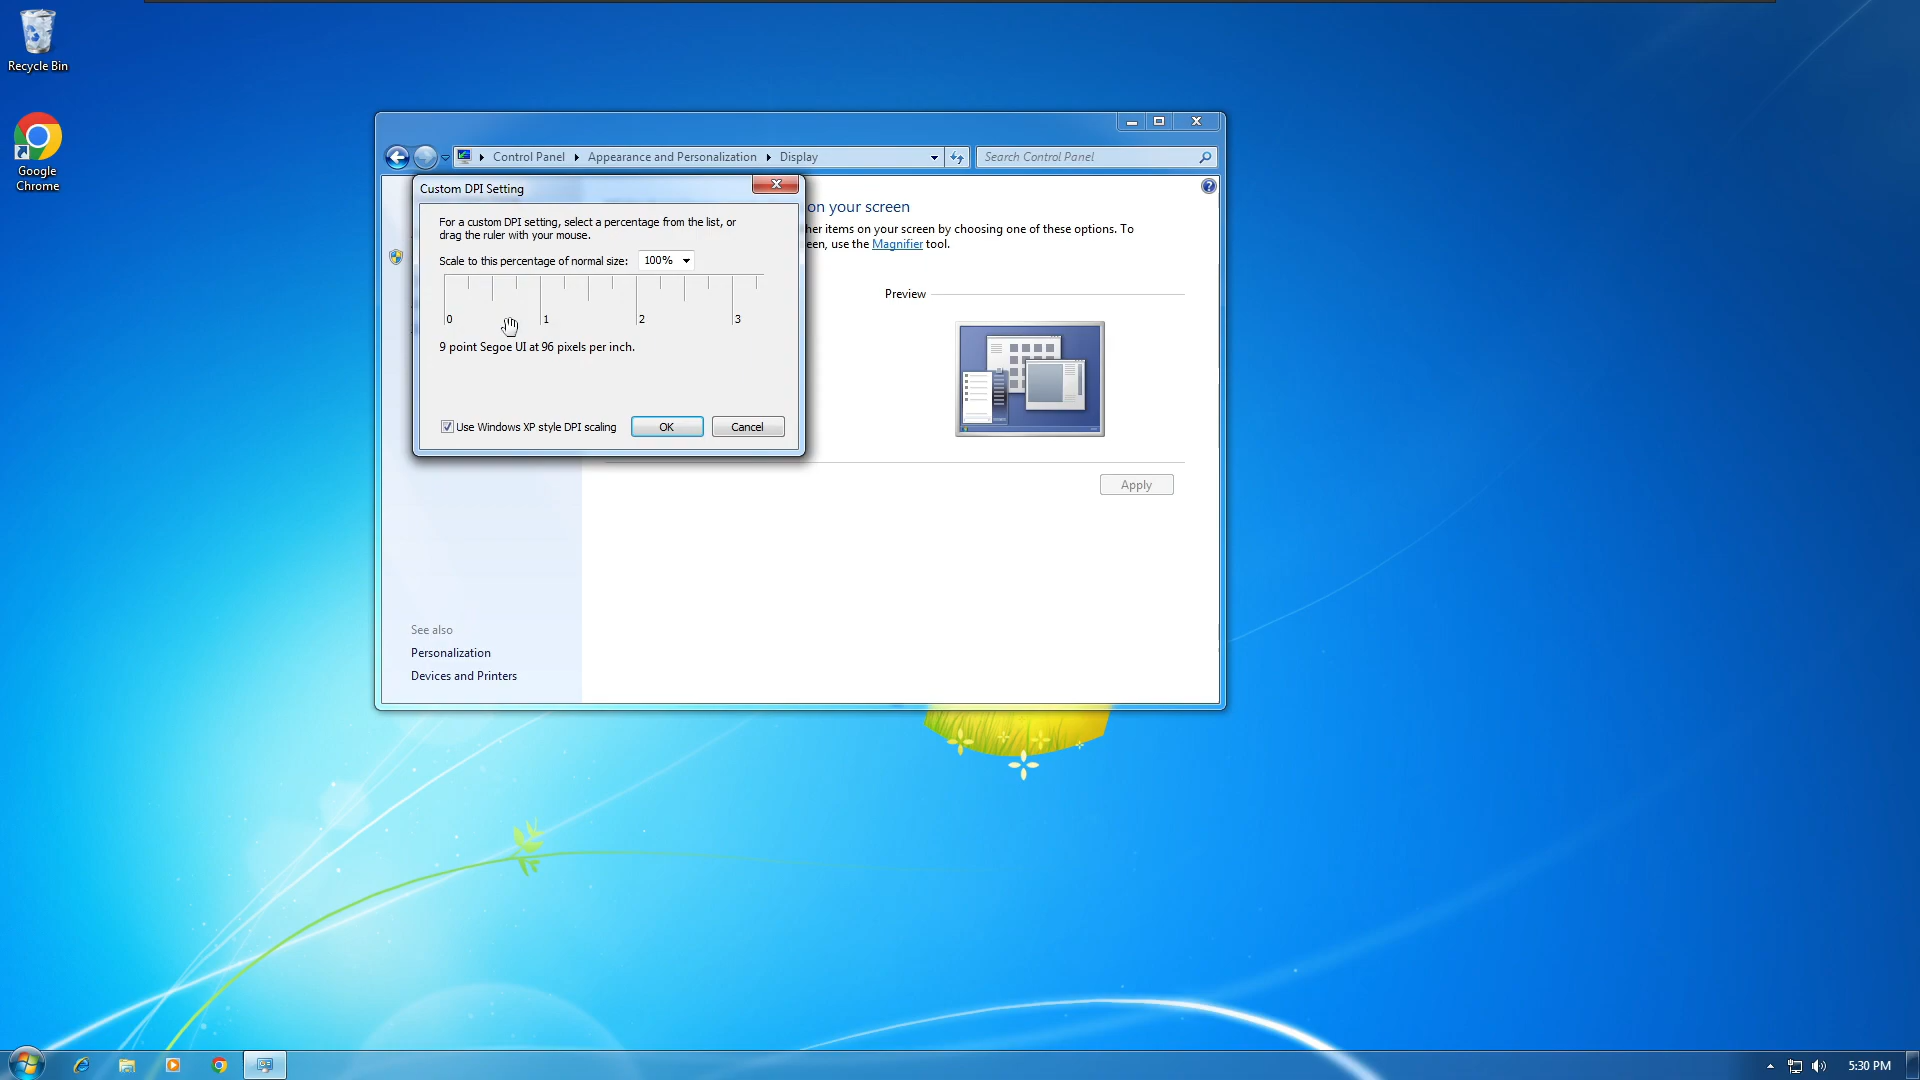 Recycle Bin
Google
Chrome
Control Panel
Appearance and Personalization
Display
Search Control Panel
Custom DPI Setting
For a custom DPI setting, select a percentage from the list, or
drag the ruler with your mouse.
Scale to this percentage of normal size: 100%
0 1 2 3
9 point Segoe UI at 96 pixels per inch.
Use Windows XP style DPI scaling
OK
Cancel
on your screen
her items on your screen by choosing one of these options. To
een, use the Magnifier tool.
Preview
Apply
See also
Personalization
Devices and Printers
5:30 PM